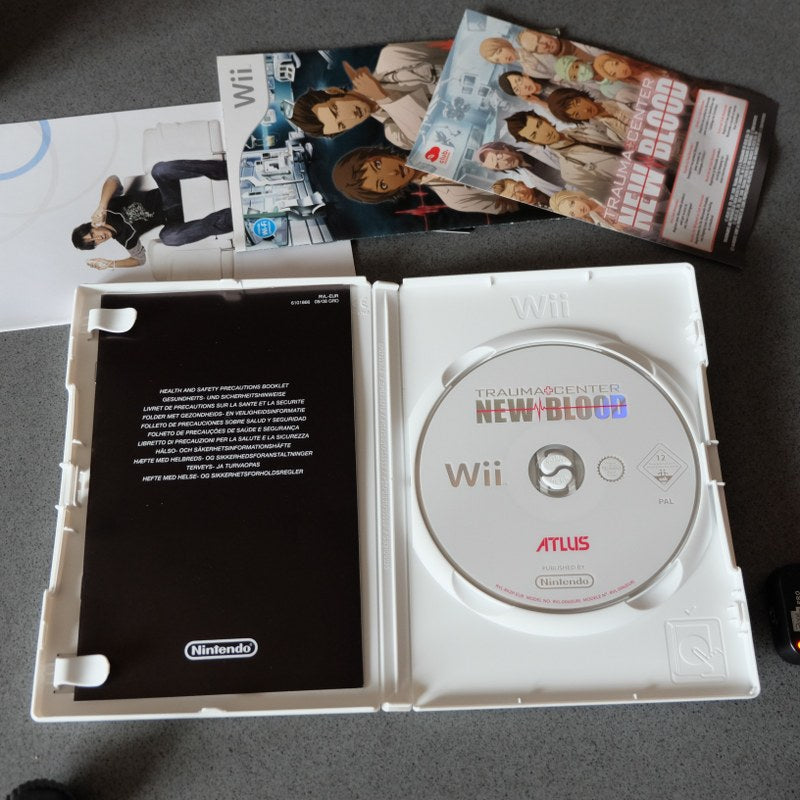 Wii
club
TRAUMA CENTER
NEW BLOOD
RVL-EUR
HEALTH AND SAFETY PRECAUTIONS BOOKLET
GESUNDHEITS- UND SICHERHEITSHINWEISE
LIVRET DE PRECAUTIONS SUR LA SANTE ET LA SECURITE
FOLDER MET GEZONDHEIDS- EN VEILIGHEIDSINFORMATIE
FOLLETO DE PRECAUCIONES SOBRE SALUD Y SEGURIDAD
FOLHETO DE PRECAUÇÕES DE SAÚDE E SEGURANÇA
LIBRETTO DI PRECAUZIONI PER LA SALUTE E LA SICUREZZA
HÄLSO- OCH SÄKERHETSINFORMATIONSHÄFTE
HÆFTE MED HELBREDS- OG SIKKERHEDSFORANSTALTNINGER
TERVEYS- JA TURVAOPAS
HEFTE MED HELSE- OG SIKKERHETSFORHOLDSREGLER
Nintendo
Wii
TRAUMA CENTER
NEW BLOOD
Wii
12
PAL
ATLUS
PUBLISHED BY
Nintendo